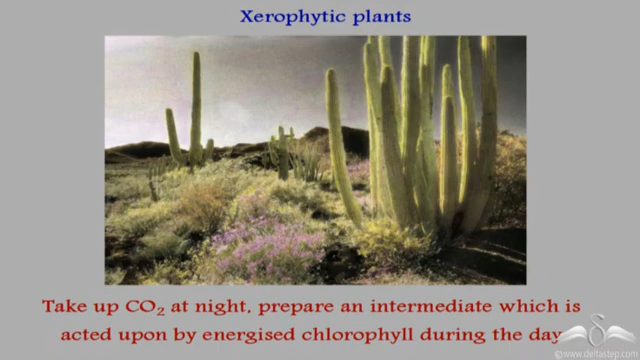 Xerophytic plants
Take up CO₂ at night, prepare an intermediate which is
acted upon by energised chlorophyll during the day
©www.deltastep.com